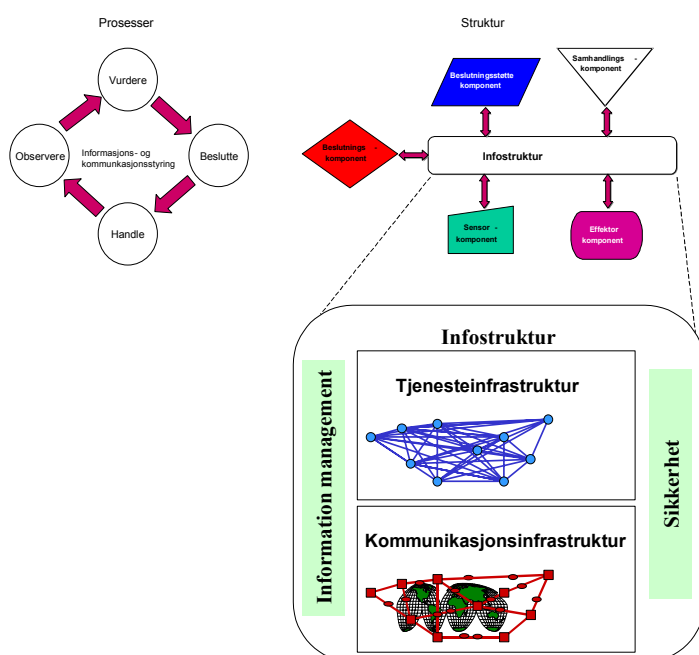 Prosesser
Vurdere
Observere
Informasjons- og
kommunikasjonsstyring
Beslutte
Handle
Struktur
Beslutningsstøtte
komponent
Samhandlings -
komponent
Beslutnings -
komponent
Infostruktur
Sensor -
komponent
Effektor
komponent
Infostruktur
Information management
Tjenesteinfrastruktur
Kommunikasjonsinfrastruktur
Sikkerhet